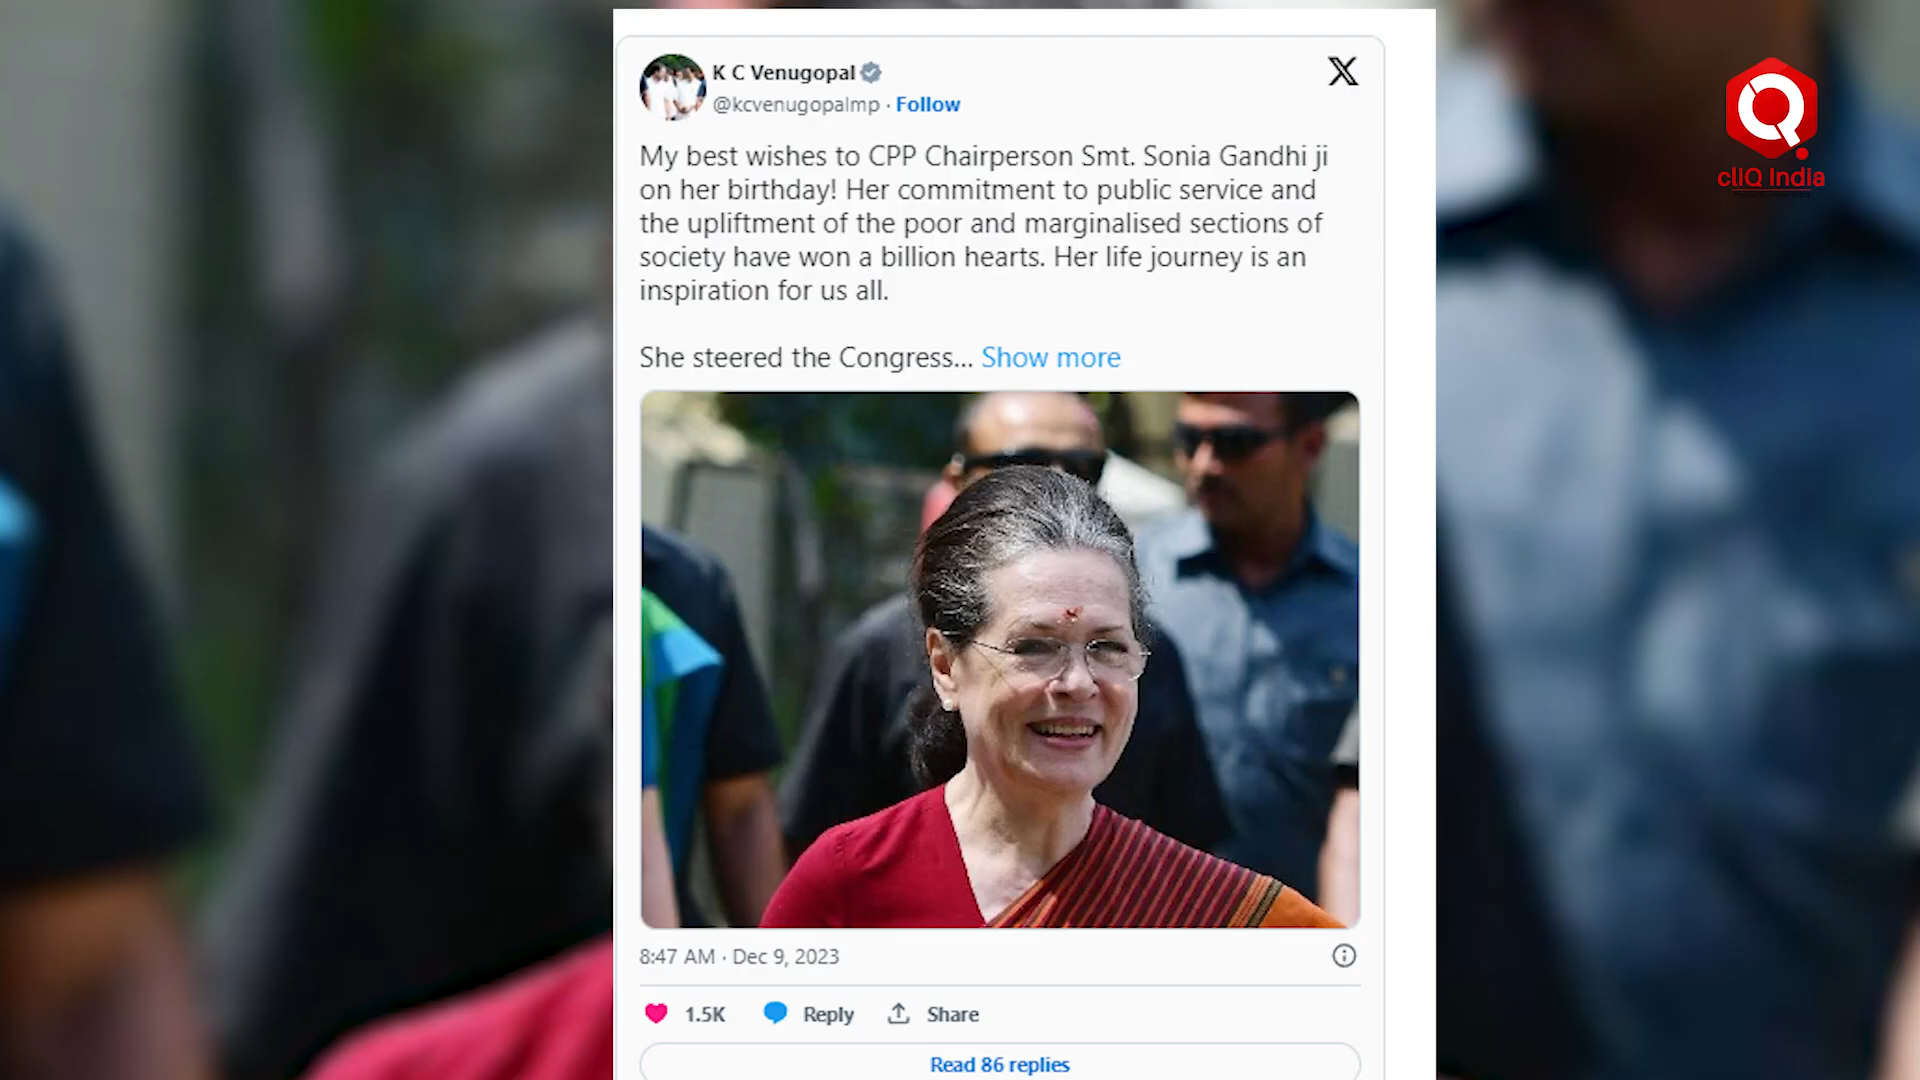 K C Venugopal
X
@kcvenugopalmp · Follow
My best wishes to CPP Chairperson Smt. Sonia Gandhi ji
on her birthday! Her commitment to public service and
the upliftment of the poor and marginalised sections of
society have won a billion hearts. Her life journey is an
inspiration for us all.
She steered the Congress... Show more
8:47 AM · Dec 9, 2023
1.5K Reply Share
Read 86 replies
clIQ India